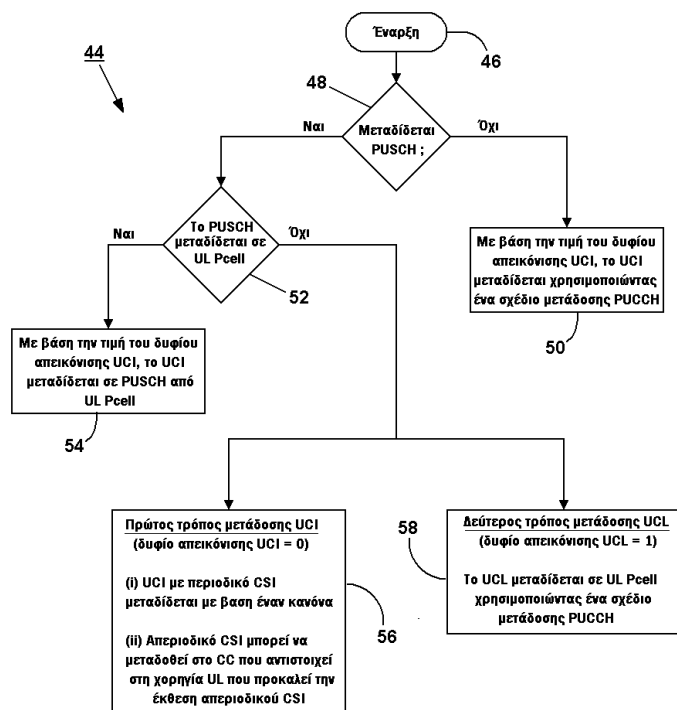 Έναρξη
44
46
48
Μεταδίδεται
PUSCH ;
Ναι
Όχι
Το PUSCH
μεταδίδεται σε
UL Pcell
Ναι
Όχι
52
Με βάση την τιμή του δυφίου
απεικόνισης UCI, το UCI
μεταδίδεται χρησιμοποιώντας
ένα σχέδιο μετάδοσης PUCCH
50
Με βάση την τιμή του δυφίου
απεικόνισης UCI, το UCI
μεταδίδεται σε PUSCH από
UL Pcell
54
Πρώτος τρόπος μετάδοσης UCI
(δυφίο απεικόνισης UCI = 0)
(i) UCI με περιοδικό CSI
μεταδίδεται με βαση έναν κανόνα
(ii) Απεριοδικό CSI μπορεί να
μεταδοθεί στο CC που αντιστοιχεί
στη χορηγία UL που προκαλεί την
έκθεση απεριοδικού CSI
56
58
Δεύτερος τρόπος μετάδοσης UCL
(δυφίο απεικόνισης UCL = 1)
Το UCL μεταδίδεται σε UL Pcell
χρησιμοποιώντας ένα σχέδιο
μετάδοσης PUCCH